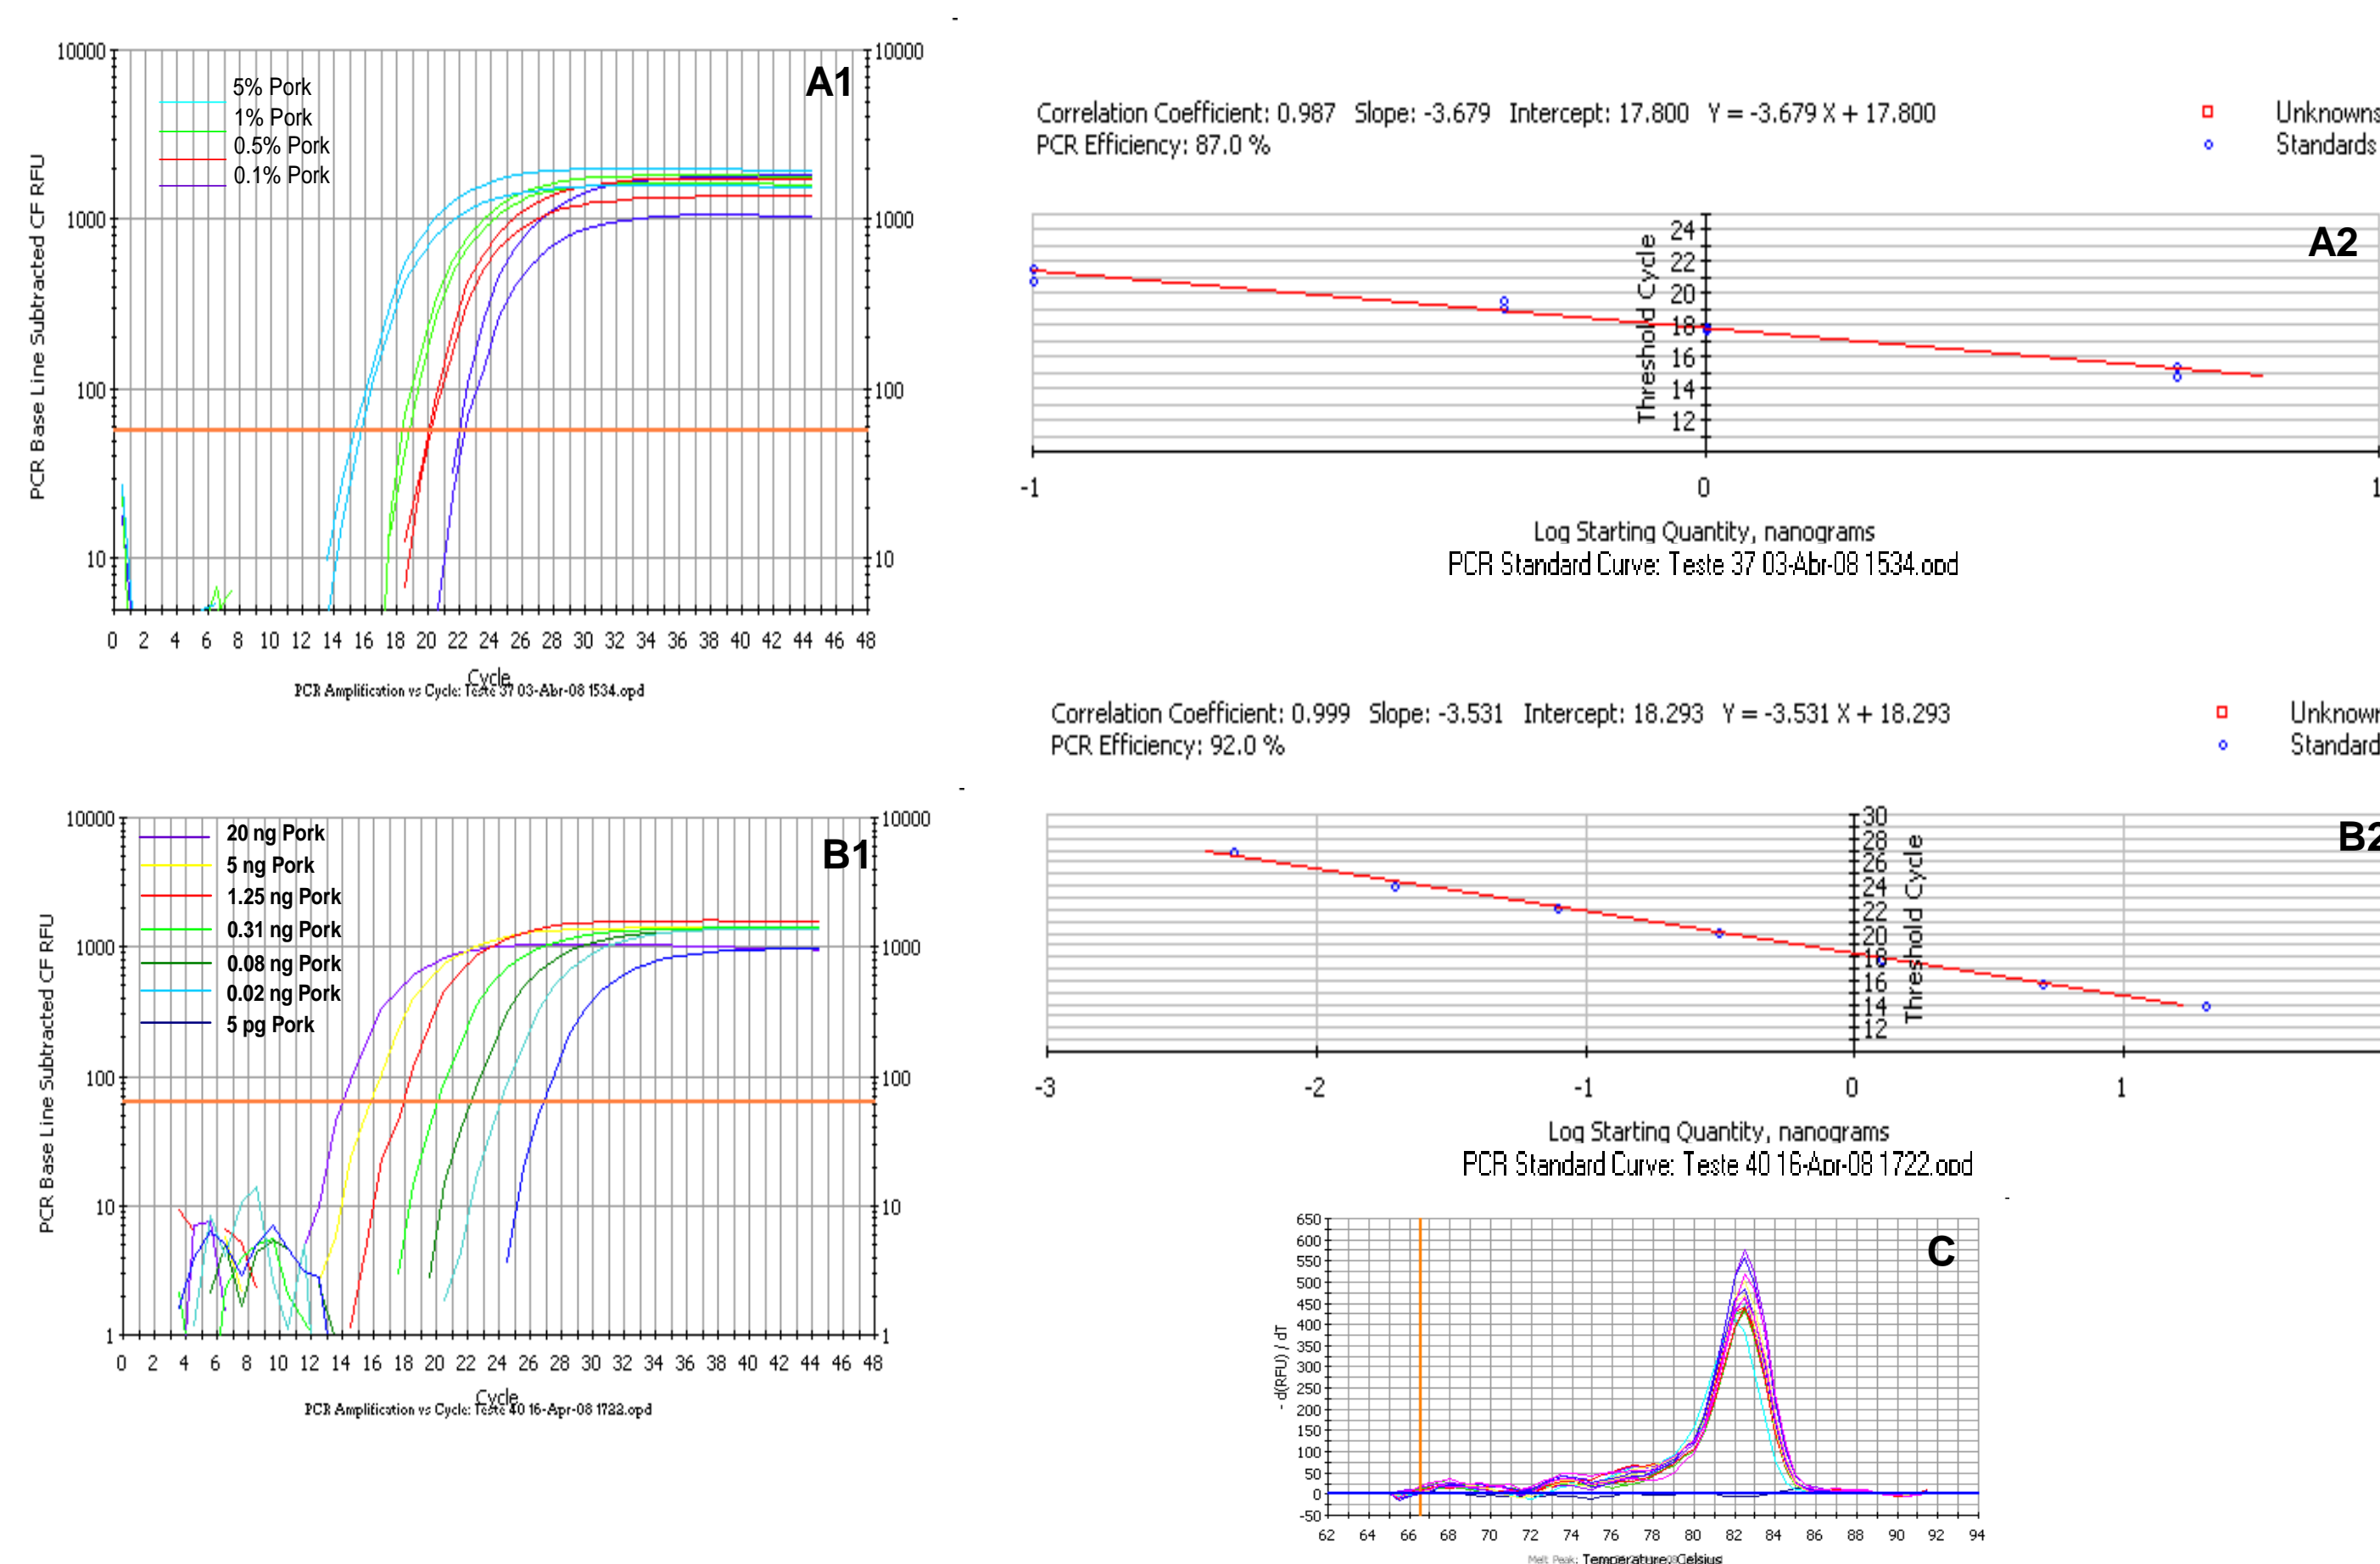 A1
10000
10000
5% Pork
1% Pork
0.5% Pork
0.1% Pork
1000
1000
100
100
10
10
PCR Base Line Subtracted CF RFU
0 2 4 6 8 10 12 14 16 18 20 22 24 26 28 30 32 34 36 38 40 42 44 46 48
Cycle
PCR Amplification vs Cycle: Teste 37 03-Abr-08 1534.opd
Correlation Coefficient: 0.987 Slope: -3.679 Intercept: 17.800 Y = -3.679 X + 17.800
PCR Efficiency: 87.0 %
Unknowns
Standards
A2
Threshold Cycle
24
22
20
18
16
14
12
-1 0 1
Log Starting Quantity, nanograms
PCR Standard Curve: Teste 37 03-Abr-08 1534.opd
B1
10000
10000
20 ng Pork
5 ng Pork
1.25 ng Pork
0.31 ng Pork
0.08 ng Pork
0.02 ng Pork
5 pg Pork
1000
1000
100
100
10
10
1
1
PCR Base Line Subtracted CF RFU
0 2 4 6 8 10 12 14 16 18 20 22 24 26 28 30 32 34 36 38 40 42 44 46 48
Cycle
PCR Amplification vs Cycle: Teste 40 16-Apr-08 1722.opd
Correlation Coefficient: 0.999 Slope: -3.531 Intercept: 18.293 Y = -3.531 X + 18.293
PCR Efficiency: 92.0 %
Unknown
Standard
B2
Threshold Cycle
30
28
26
24
22
20
18
16
14
12
-3 -2 -1 0 1
Log Starting Quantity, nanograms
PCR Standard Curve: Teste 40 16-Apr-08 1722.opd
C
650
600
550
500
450
400
350
300
250
200
150
100
50
0
-50
- d(RFU) / dT
62 64 66 68 70 72 74 76 78 80 82 84 86 88 90 92 94
Melt Peak:
Temperature, Celsius